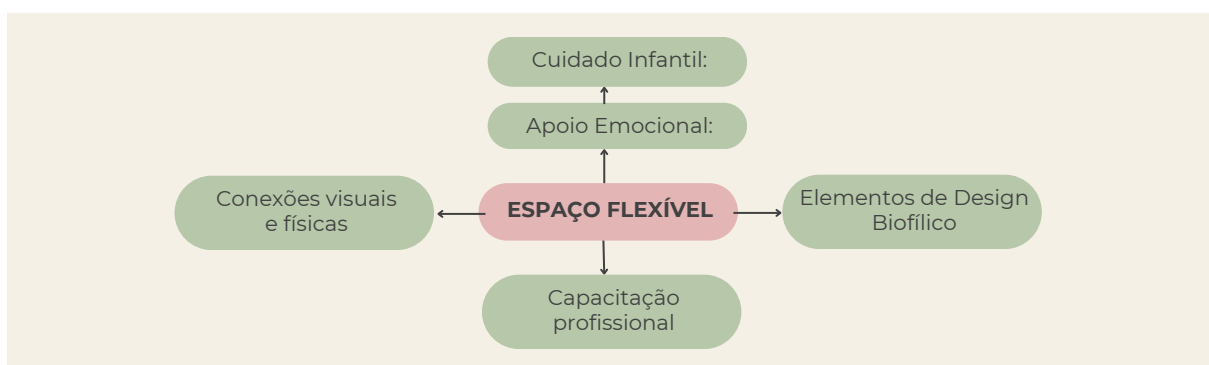 Cuidado Infantil:
Apoio Emocional:
Conexões visuais
e físicas
ESPAÇO FLEXÍVEL
Elementos de Design
Biofílico
Capacitação
profissional